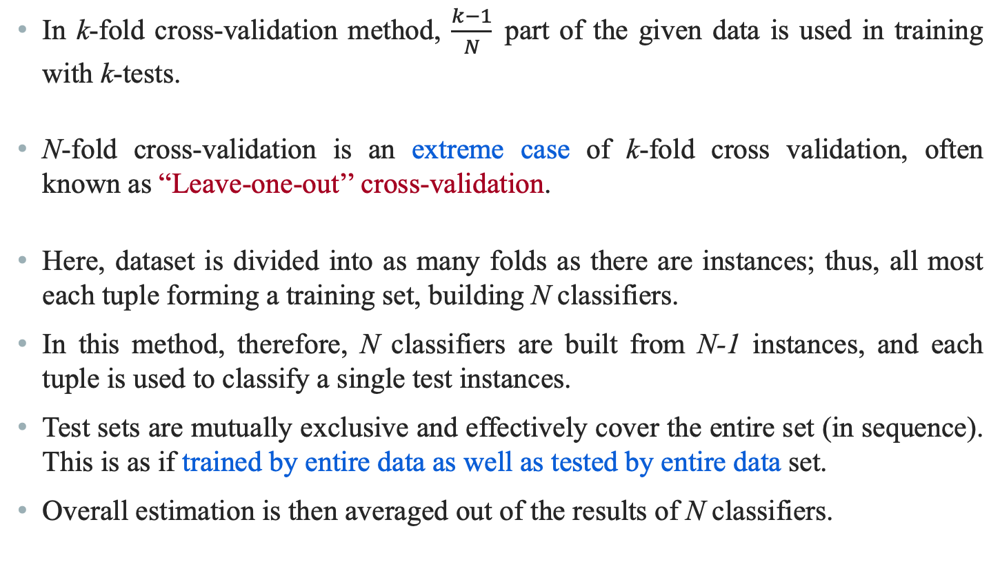 • In k-fold cross-validation method, \frac{k-1}{N} part of the given data is used in training
with k-tests.
• N-fold cross-validation is an extreme case of k-fold cross validation, often
known as “Leave-one-out” cross-validation.
• Here, dataset is divided into as many folds as there are instances; thus, all most
each tuple forming a training set, building N classifiers.
• In this method, therefore, N classifiers are built from N-1 instances, and each
tuple is used to classify a single test instances.
• Test sets are mutually exclusive and effectively cover the entire set (in sequence).
This is as if trained by entire data as well as tested by entire data set.
• Overall estimation is then averaged out of the results of N classifiers.